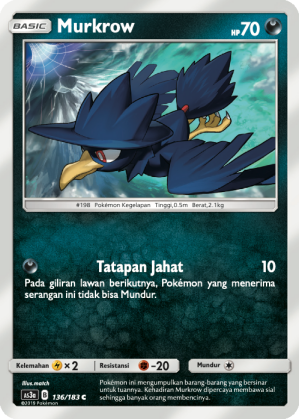 BASIC Murkrow HP70
#198 Pokémon Kegelapan Tinggi,0.5m Berat,2.1kg
Tatapan Jahat 10
Pada giliran lawan berikutnya, Pokémon yang menerima
serangan ini tidak bisa Mundur.
Kelemahan ×2 Resistansi -20 Mundur
Illus.match
AS3a D 136/183 C
©2019 Pokémon
Pokémon ini mengumpulkan barang-barang yang bersinar
untuk tuannya. Kehadiran Murkrow dipercaya membawa sial
sehingga banyak orang membencinya.